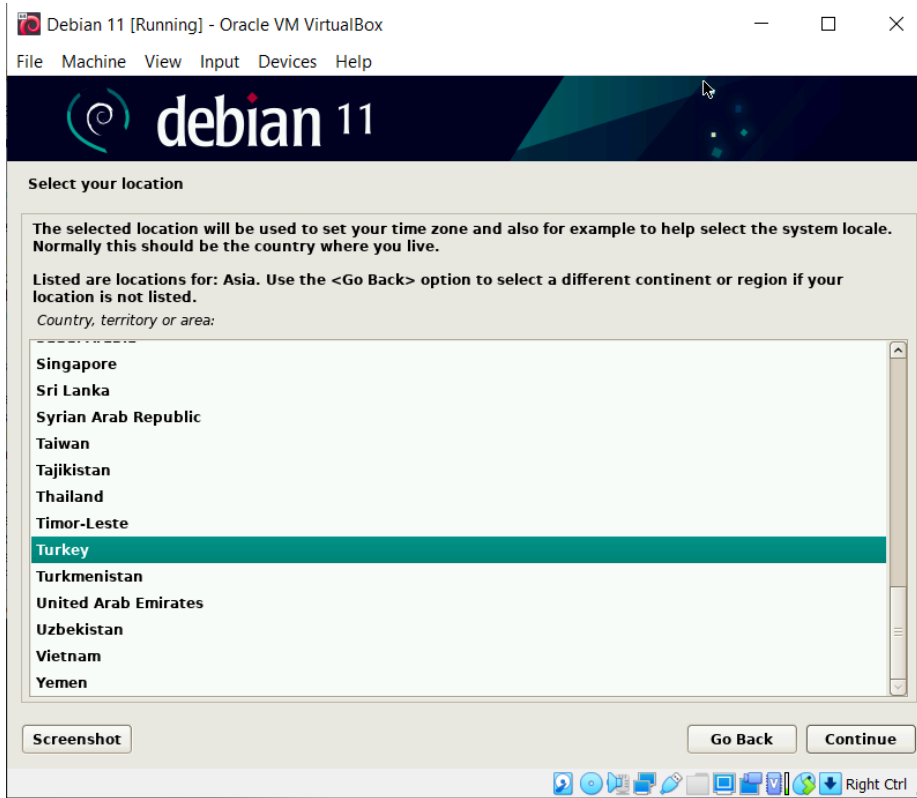 Debian 11 [Running] - Oracle VM VirtualBox
File Machine View Input Devices Help
debian 11
Select your location
The selected location will be used to set your time zone and also for example to help select the system locale.
Normally this should be the country where you live.
Listed are locations for: Asia. Use the <Go Back> option to select a different continent or region if your
location is not listed.
Country, territory or area:
Singapore
Sri Lanka
Syrian Arab Republic
Taiwan
Tajikistan
Thailand
Timor-Leste
Turkey
Turkmenistan
United Arab Emirates
Uzbekistan
Vietnam
Yemen
Screenshot
Go Back
Continue
Right Ctrl